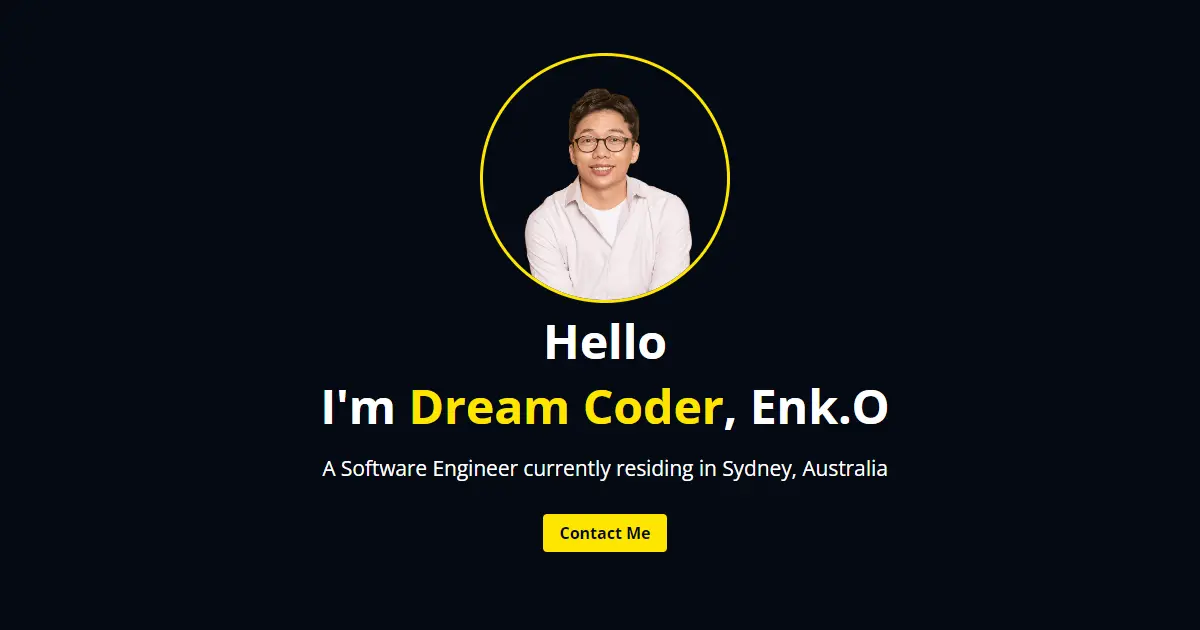 Hello
I'm Dream Coder, Enk.O
A Software Engineer currently residing in Sydney, Australia
Contact Me